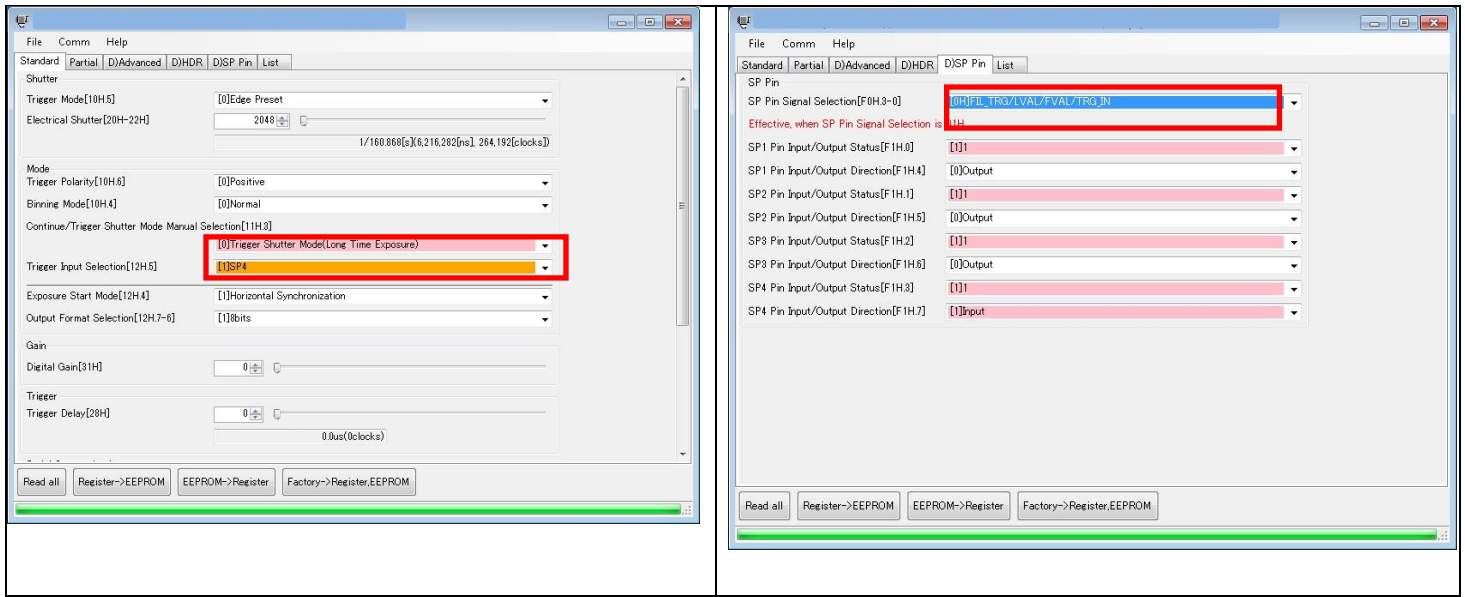 File Comm Help
Standard Partial D)Advanced D)HDR D)SP Pin List
Shutter
Trigger Mode[10H.5] [0]Edge Preset
Electrical Shutter[20H-22H] 2048
1/160.868[s](6,216,282[ns], 264,192[clocks])
Mode
Trigger Polarity[10H.6] [0]Positive
Binning Mode[10H.4] [0]Normal
Continue/Trigger Shutter Mode Manual Selection[11H.3]
[0]Trigger Shutter Mode(Long Time Exposure)
Trigger Input Selection[12H.5] [1]SP4
Exposure Start Mode[12H.4] [1]Horizontal Synchronization
Output Format Selection[12H.7-6] [1]8bits
Gain
Digital Gain[31H] 0
Trigger
Trigger Delay[28H] 0
0.0us(0clocks)
Read all Register->EEPROM EEPROM->Register Factory->Register,EEPROM
File Comm Help
Standard Partial D)Advanced D)HDR D)SP Pin List
SP Pin
SP Pin Signal Selection[F0H.3-0] [0H]FIL_TRG/LVAL/FVAL/TRG_IN
Effective, when SP Pin Signal Selection is 01H
SP1 Pin Input/Output Status[F1H.0] [1]1
SP1 Pin Input/Output Direction[F1H.4] [0]Output
SP2 Pin Input/Output Status[F1H.1] [1]1
SP2 Pin Input/Output Direction[F1H.5] [0]Output
SP3 Pin Input/Output Status[F1H.2] [1]1
SP3 Pin Input/Output Direction[F1H.6] [0]Output
SP4 Pin Input/Output Status[F1H.3] [1]1
SP4 Pin Input/Output Direction[F1H.7] [1]Input
Read all Register->EEPROM EEPROM->Register Factory->Register,EEPROM